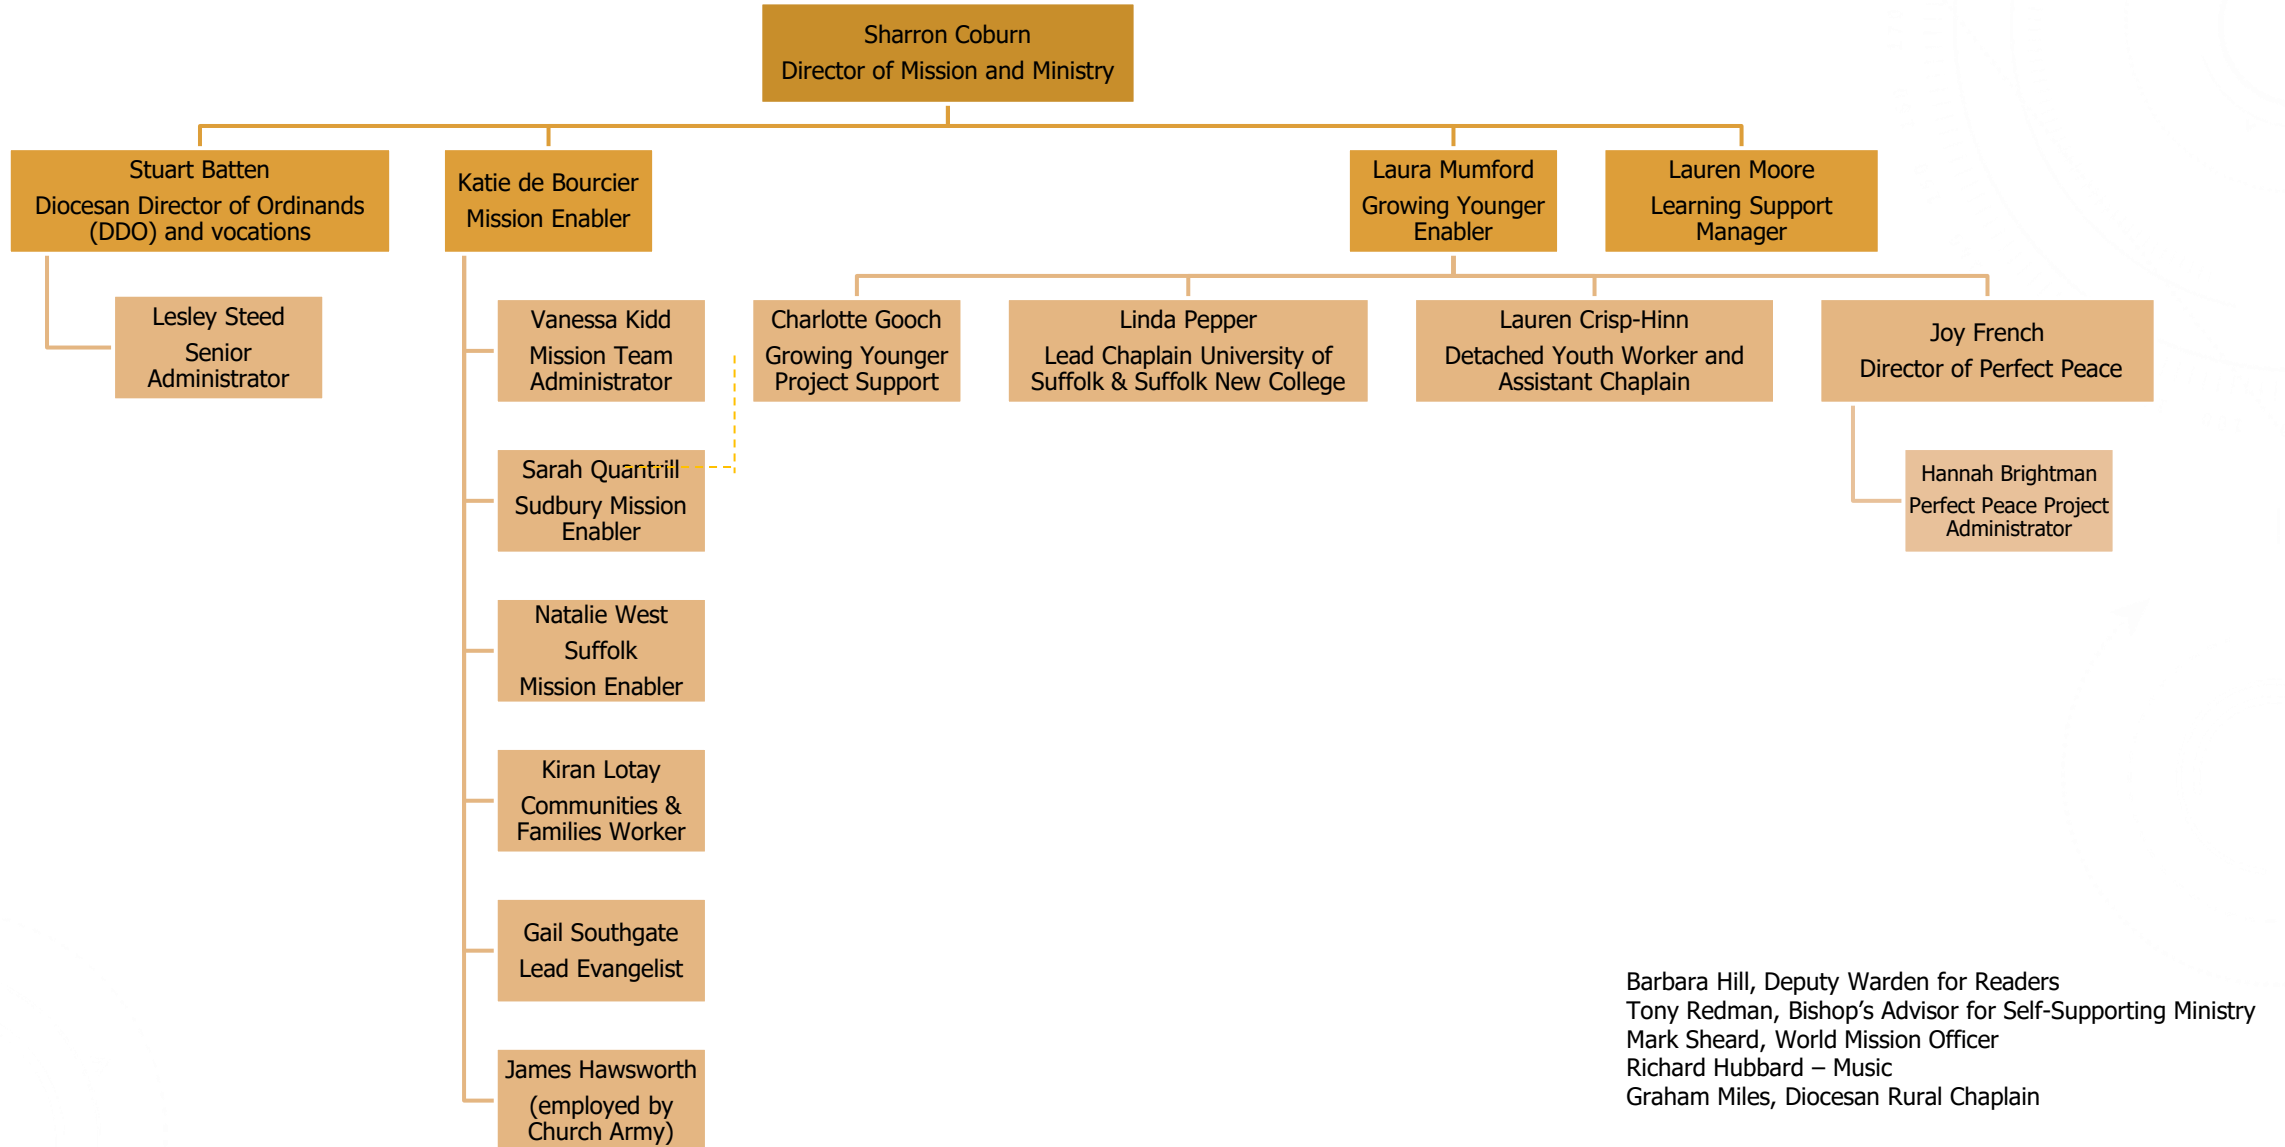 Sharron Coburn
Director of Mission and Ministry
Stuart Batten
Diocesan Director of Ordinands
(DDO) and vocations
Katie de Bourcier
Mission Enabler
Laura Mumford
Growing Younger
Enabler
Lauren Moore
Learning Support
Manager
Lesley Steed
Senior
Administrator
Vanessa Kidd
Mission Team
Administrator
Charlotte Gooch
Growing Younger
Project Support
Linda Pepper
Lead Chaplain University of
Suffolk & Suffolk New College
Lauren Crisp-Hinn
Detached Youth Worker and
Assistant Chaplain
Joy French
Director of Perfect Peace
Sarah Quantrill
Sudbury Mission
Enabler
Hannah Brightman
Perfect Peace Project
Administrator
Natalie West
Suffolk
Mission Enabler
Kiran Lotay
Communities &
Families Worker
Gail Southgate
Lead Evangelist
James Hawsworth
(employed by
Church Army)
Barbara Hill, Deputy Warden for Readers
Tony Redman, Bishop’s Advisor for Self-Supporting Ministry
Mark Sheard, World Mission Officer
Richard Hubbard – Music
Graham Miles, Diocesan Rural Chaplain